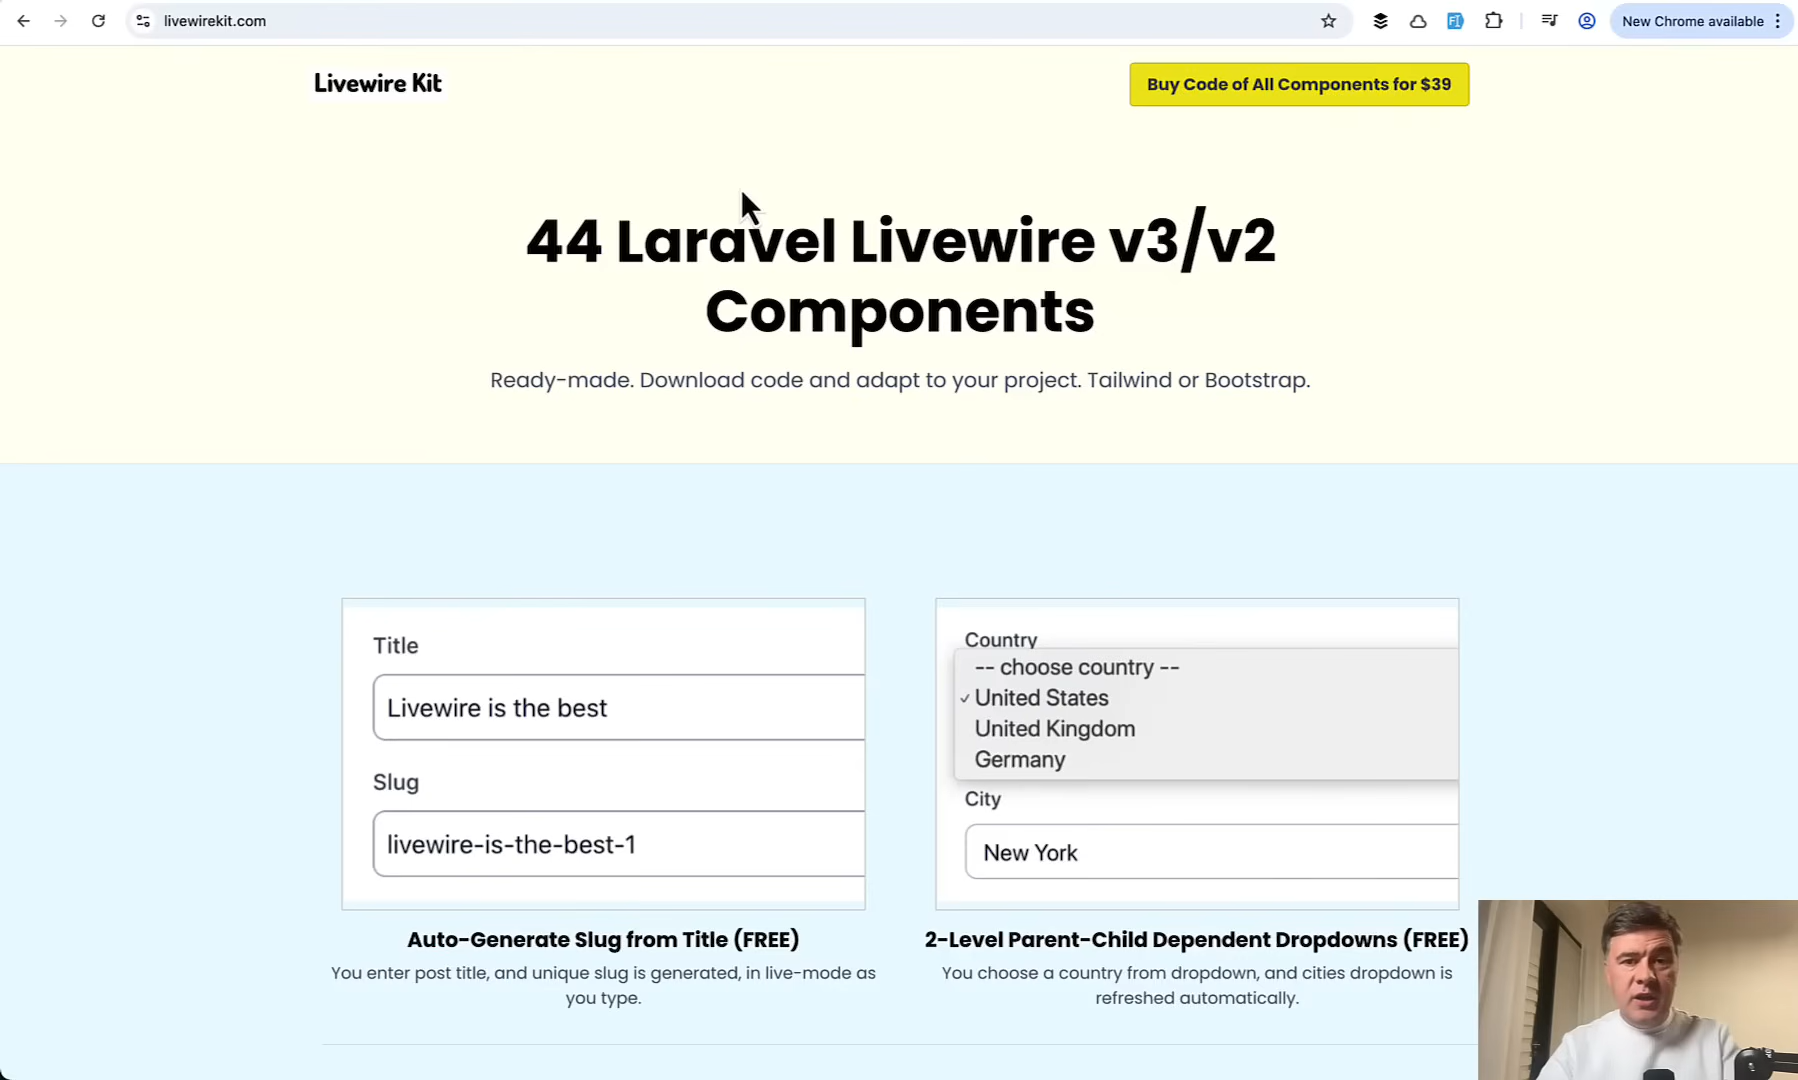 livewirekit.com
New Chrome available
Livewire Kit
Buy Code of All Components for $39
44 Laravel Livewire v3/v2
Components
Ready-made. Download code and adapt to your project. Tailwind or Bootstrap.
Title
Livewire is the best
Slug
livewire-is-the-best-1
Auto-Generate Slug from Title (FREE)
You enter post title, and unique slug is generated, in live-mode as
you type.
Country
-- choose country --
✓ United States
United Kingdom
Germany
City
New York
2-Level Parent-Child Dependent Dropdowns (FREE)
You choose a country from dropdown, and cities dropdown is
refreshed automatically.